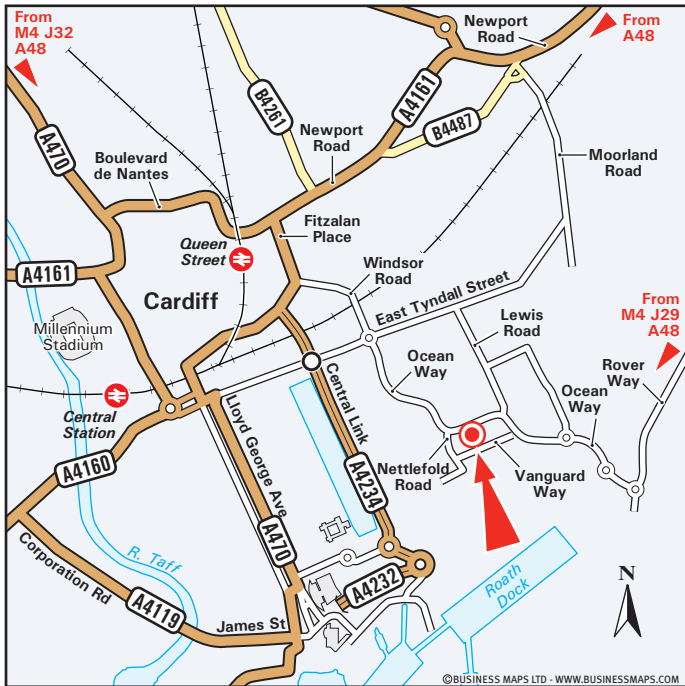 From
M4 J32
A48
Newport
Road
From
A48
A470
B4261
A4161
B4487
Newport
Road
Boulevard
de Nantes
Moorland
Road
Fitzalan
Place
Queen
Street
Windsor
Road
A4161
Cardiff
East Tyndall Street
Lewis
Road
From
M4 J29
A48
Millennium
Stadium
Ocean
Way
Rover
Way
Ocean
Way
Central
Station
Central Link
Lloyd George Ave
A4160
Nettlefold
Road
Vanguard
Way
A4234
A470
R. Taff
Corporation Rd
A4232
Roath
Dock
N
A4119
James St
©BUSINESS MAPS LTD - WWW.BUSINESSMAPS.COM